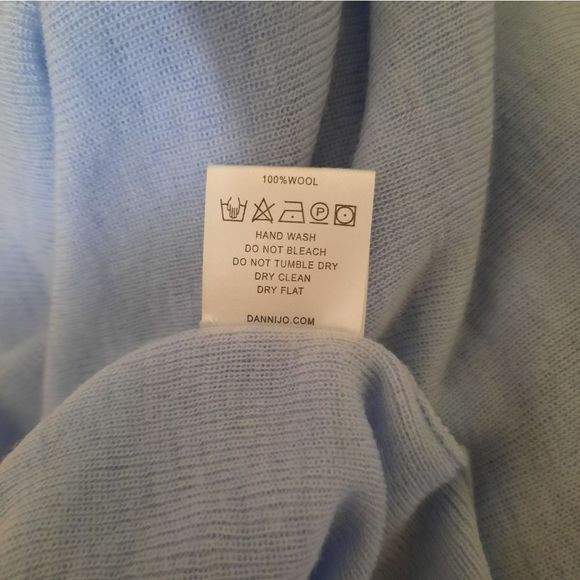 100%WOOL
P
HAND WASH
DO NOT BLEACH
DO NOT TUMBLE DRY
DRY CLEAN
DRY FLAT
DANNIJO.COM